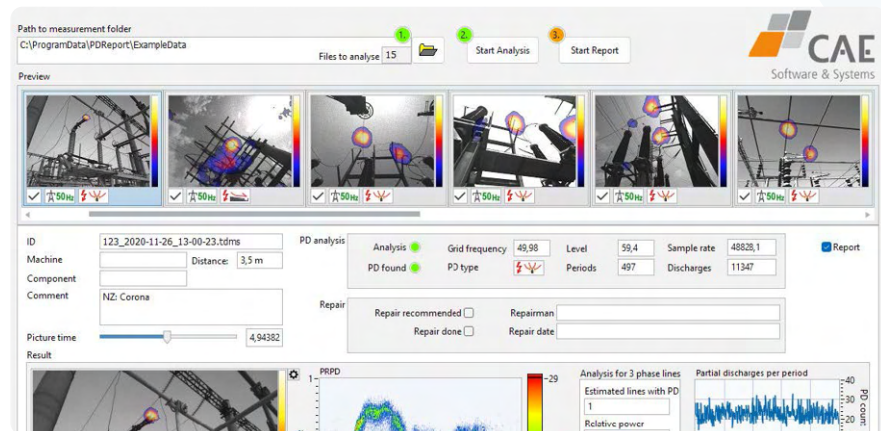 Path to measurement folder
C:\ProgramData\PDReport\ExampleData
Files to analyse 15
1.
2.
Start Analysis
3.
Start Report
CAE
Software & Systems
Preview
50Hz
50Hz
50Hz
50Hz
50Hz
50Hz
ID 123_2020-11-26_13-00-23.tdms
Machine Distance: 3,5 m
Component
Comment NZ: Corona
Picture time 4,94382
PD analysis
Analysis Grid frequency 49,98 Level 59,4 Sample rate 48828,1
PD found PD type Periods 497 Discharges 11347
Report
Repair
Repair recommended Repairman
Repair done Repair date
Result
PRPD
1
-29
Analysis for 3 phase lines
Estimated lines with PD
1
Relative power
Partial discharges per period
40
30
20
PD count